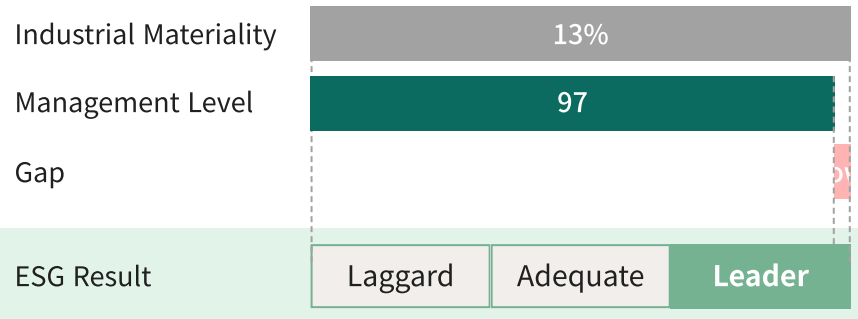 Industrial Materiality 13%
Management Level 97
Gap
ESG Result Laggard Adequate Leader